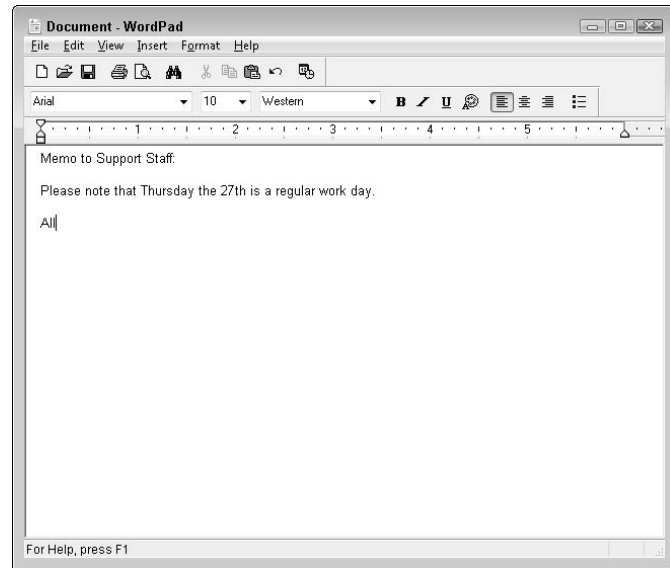 Document - WordPad
File Edit View Insert Format Help
Arial 10 Western B I U
1 2 3 4 5
Memo to Support Staff:
Please note that Thursday the 27th is a regular work day.
All
For Help, press F1